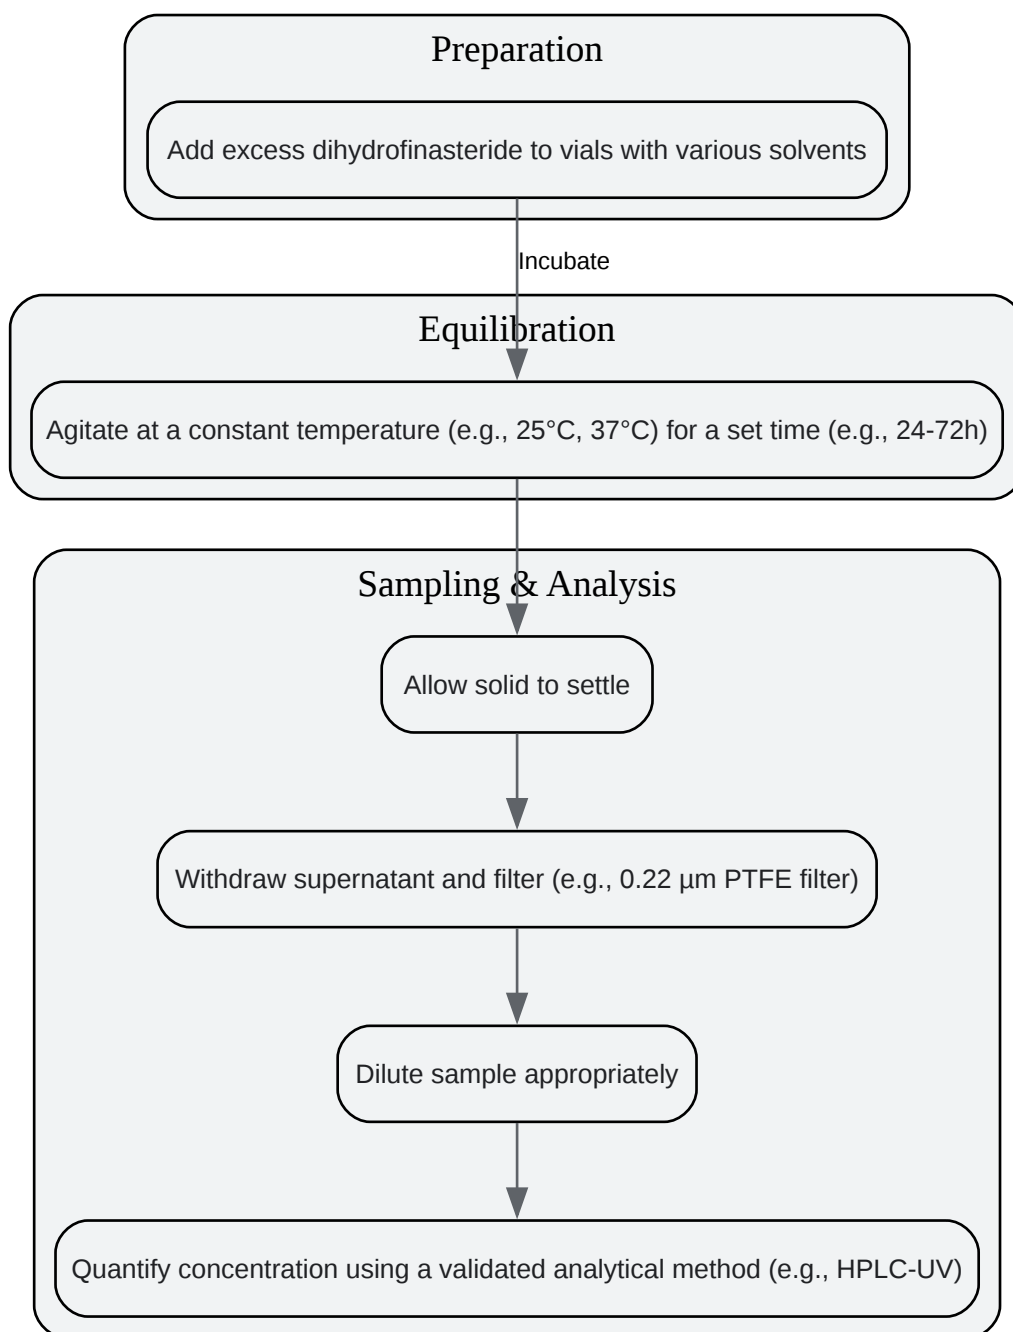 Preparation
Add excess dihydrofinasteride to vials with various solvents
Incubate
Equilibration
Agitate at a constant temperature (e.g., 25°C, 37°C) for a set time (e.g., 24-72h)
Sampling & Analysis
Allow solid to settle
Withdraw supernatant and filter (e.g., 0.22 µm PTFE filter)
Dilute sample appropriately
Quantify concentration using a validated analytical method (e.g., HPLC-UV)